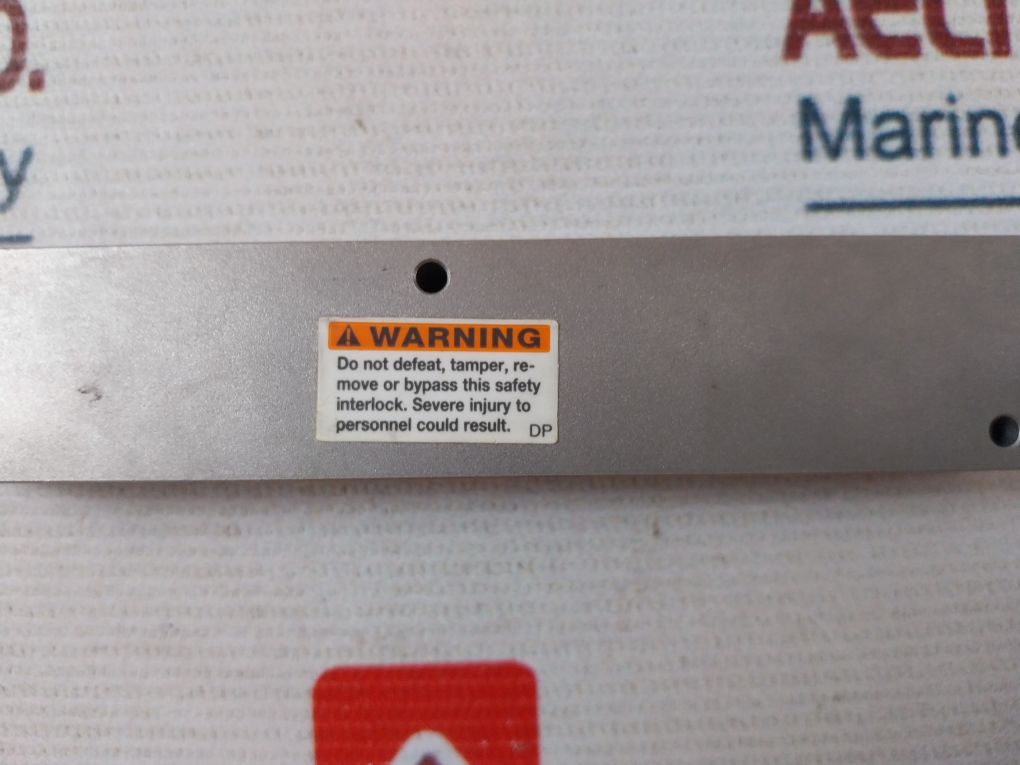 Marin
WARNING
Do not defeat, tamper, re-
move or bypass this safety
interlock. Severe injury to
personnel could result.
DP